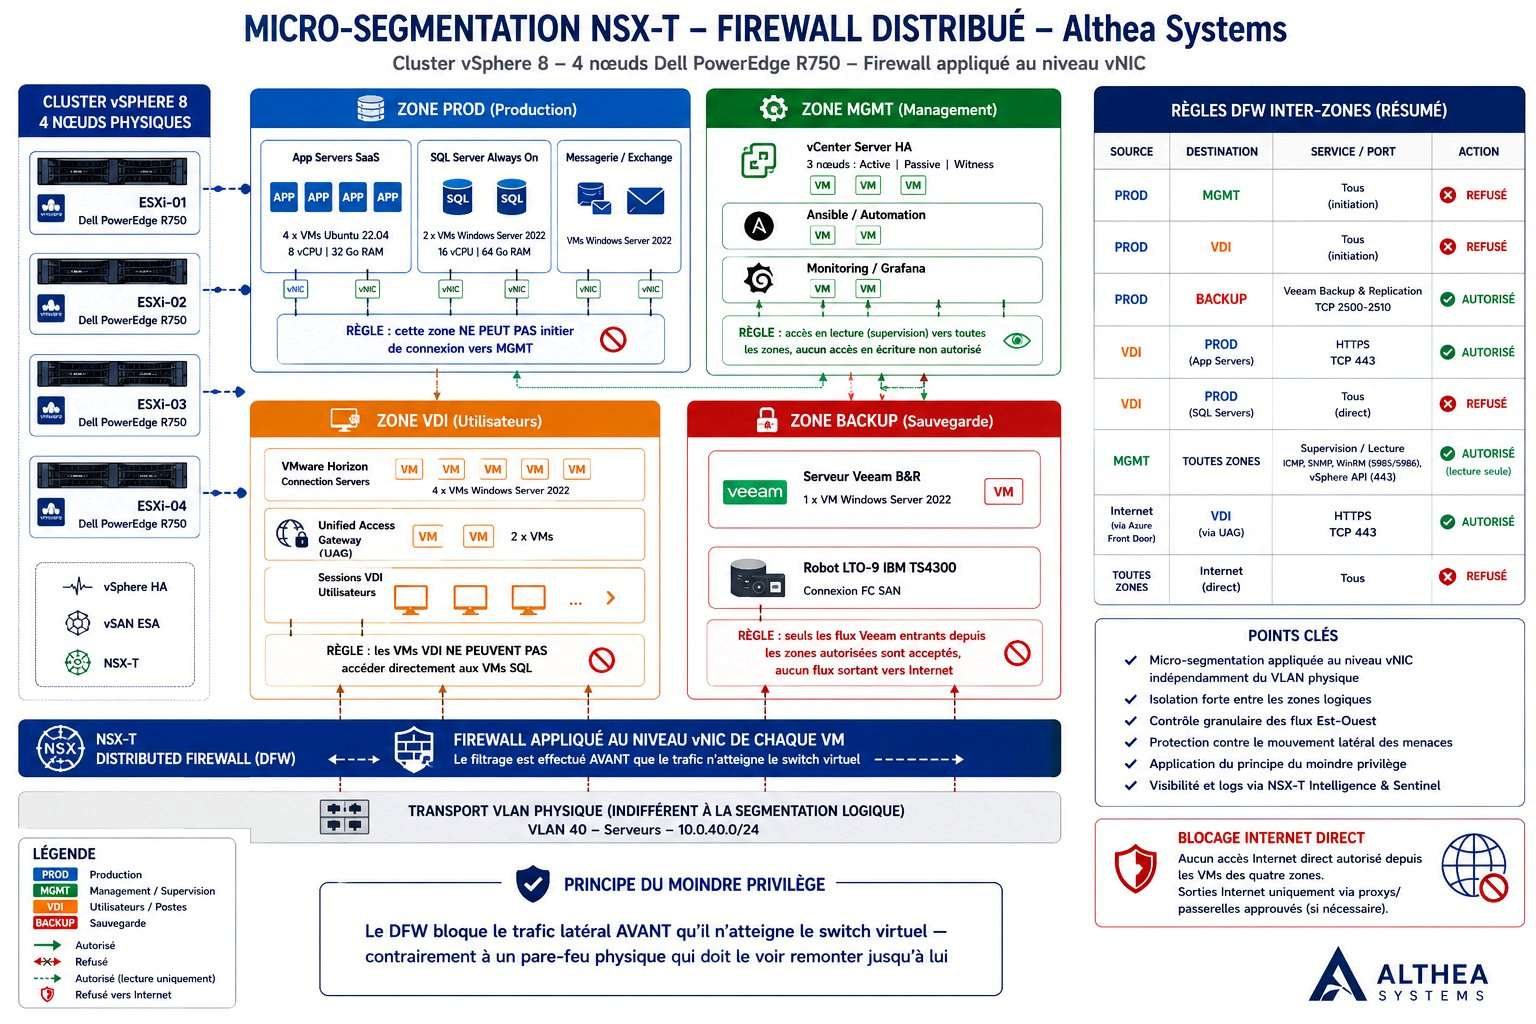 MICRO-SEGMENTATION NSX-T – FIREWALL DISTRIBUÉ – Althea Systems
Cluster vSphere 8 – 4 nœuds Dell PowerEdge R750 – Firewall appliqué au niveau vNIC
CLUSTER vSPHERE 8
4 NŒUDS PHYSIQUES
ESXi-01
Dell PowerEdge R750
ESXi-02
Dell PowerEdge R750
ESXi-03
Dell PowerEdge R750
ESXi-04
Dell PowerEdge R750
vSphere HA
vSAN ESA
NSX-T
ZONE PROD (Production)
App Servers SaaS
APP APP APP APP
4 x VMs Ubuntu 22.04
8 vCPU | 32 Go RAM
SQL Server Always On
SQL SQL
2 x VMs Windows Server 2022
16 vCPU | 64 Go RAM
Messagerie / Exchange
VMs Windows Server 2022
vNIC vNIC vNIC vNIC vNIC vNIC
RÈGLE : cette zone NE PEUT PAS initier
de connexion vers MGMT
ZONE MGMT (Management)
vCenter Server HA
3 nœuds : Active | Passive | Witness
VM VM VM
Ansible / Automation
VM VM
Monitoring / Grafana
VM VM
RÈGLE : accès en lecture (supervision) vers toutes
les zones, aucun accès en écriture non autorisé
ZONE VDI (Utilisateurs)
VMware Horizon
Connection Servers
VM VM VM VM VM
4 x VMs Windows Server 2022
Unified Access
Gateway
(UAG)
VM VM 2 x VMs
Sessions VDI
Utilisateurs
...
RÈGLE : les VMs VDI NE PEUVENT PAS
accéder directement aux VMs SQL
ZONE BACKUP (Sauvegarde)
veeam
Serveur Veeam B&R
1 x VM Windows Server 2022
VM
Robot LTO-9 IBM TS4300
Connexion FC SAN
RÈGLE : seuls les flux Veeam entrants depuis
les zones autorisées sont acceptés,
aucun flux sortant vers Internet
NSX
NSX-T
DISTRIBUTED FIREWALL (DFW)
FIREWALL APPLIQUÉ AU NIVEAU vNIC DE CHAQUE VM
Le filtrage est effectué AVANT que le trafic n'atteigne le switch virtuel
TRANSPORT VLAN PHYSIQUE (INDIFFÉRENT À LA SEGMENTATION LOGIQUE)
VLAN 40 – Serveurs – 10.0.40.0/24
LÉGENDE
PROD Production
MGMT Management / Supervision
VDI Utilisateurs / Postes
BACKUP Sauvegarde
Autorisé
Refusé
Autorisé (lecture uniquement)
Refusé vers Internet
PRINCIPE DU MOINDRE PRIVILÈGE
Le DFW bloque le trafic latéral AVANT qu'il n'atteigne le switch virtuel —
contrairement à un pare-feu physique qui doit le voir remonter jusqu'à lui
RÈGLES DFW INTER-ZONES (RÉSUMÉ)
SOURCE DESTINATION SERVICE / PORT ACTION
PROD MGMT Tous (initiation) REFUSÉ
PROD VDI Tous (initiation) REFUSÉ
PROD BACKUP Veeam Backup & Replication TCP 2500-2510 AUTORISÉ
VDI PROD (App Servers) HTTPS TCP 443 AUTORISÉ
VDI PROD (SQL Servers) Tous (direct) REFUSÉ
MGMT TOUTES ZONES Supervision / Lecture ICMP, SNMP, WinRM (5985/5986), vSphere API (443) AUTORISÉ (lecture seule)
Internet (via Azure Front Door) VDI (via UAG) HTTPS TCP 443 AUTORISÉ
TOUTES ZONES Internet (direct) Tous REFUSÉ
POINTS CLÉS
Micro-segmentation appliquée au niveau vNIC
indépendamment du VLAN physique
Isolation forte entre les zones logiques
Contrôle granulaire des flux Est-Ouest
Protection contre le mouvement latéral des menaces
Application du principe du moindre privilège
Visibilité et logs via NSX-T Intelligence & Sentinel
BLOCAGE INTERNET DIRECT
Aucun accès Internet direct autorisé depuis
les VMs des quatre zones.
Sorties Internet uniquement via proxys/
passerelles approuvés (si nécessaire).
ALTHEA
SYSTEMS